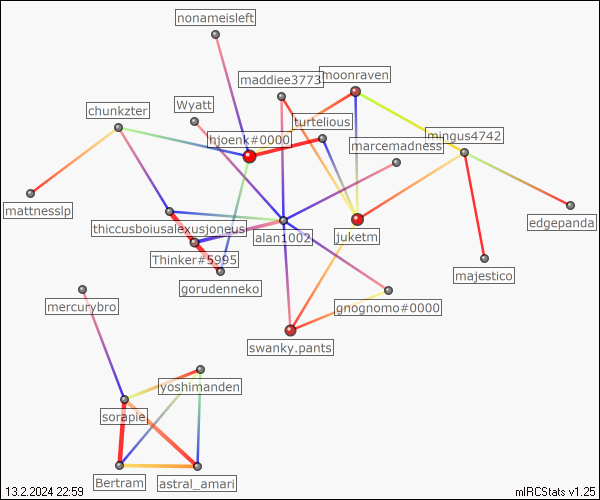 nonameisleft
maddiee3773
moonraven
Wyatt
chunkzter
turtelious
mingus4742
hjoenk#0000
marcemadness
mattnesslp
edgepanda
thiccusboiusalexusjoneus
alan1002
juketm
Thinker#5995
majestico
gorudenneko
mercurybro
gnognomo#0000
swanky.pants
yoshimanden
sorapie
Bertram
astral_amari
13.2.2024 22:59
mIRCStats v1.25